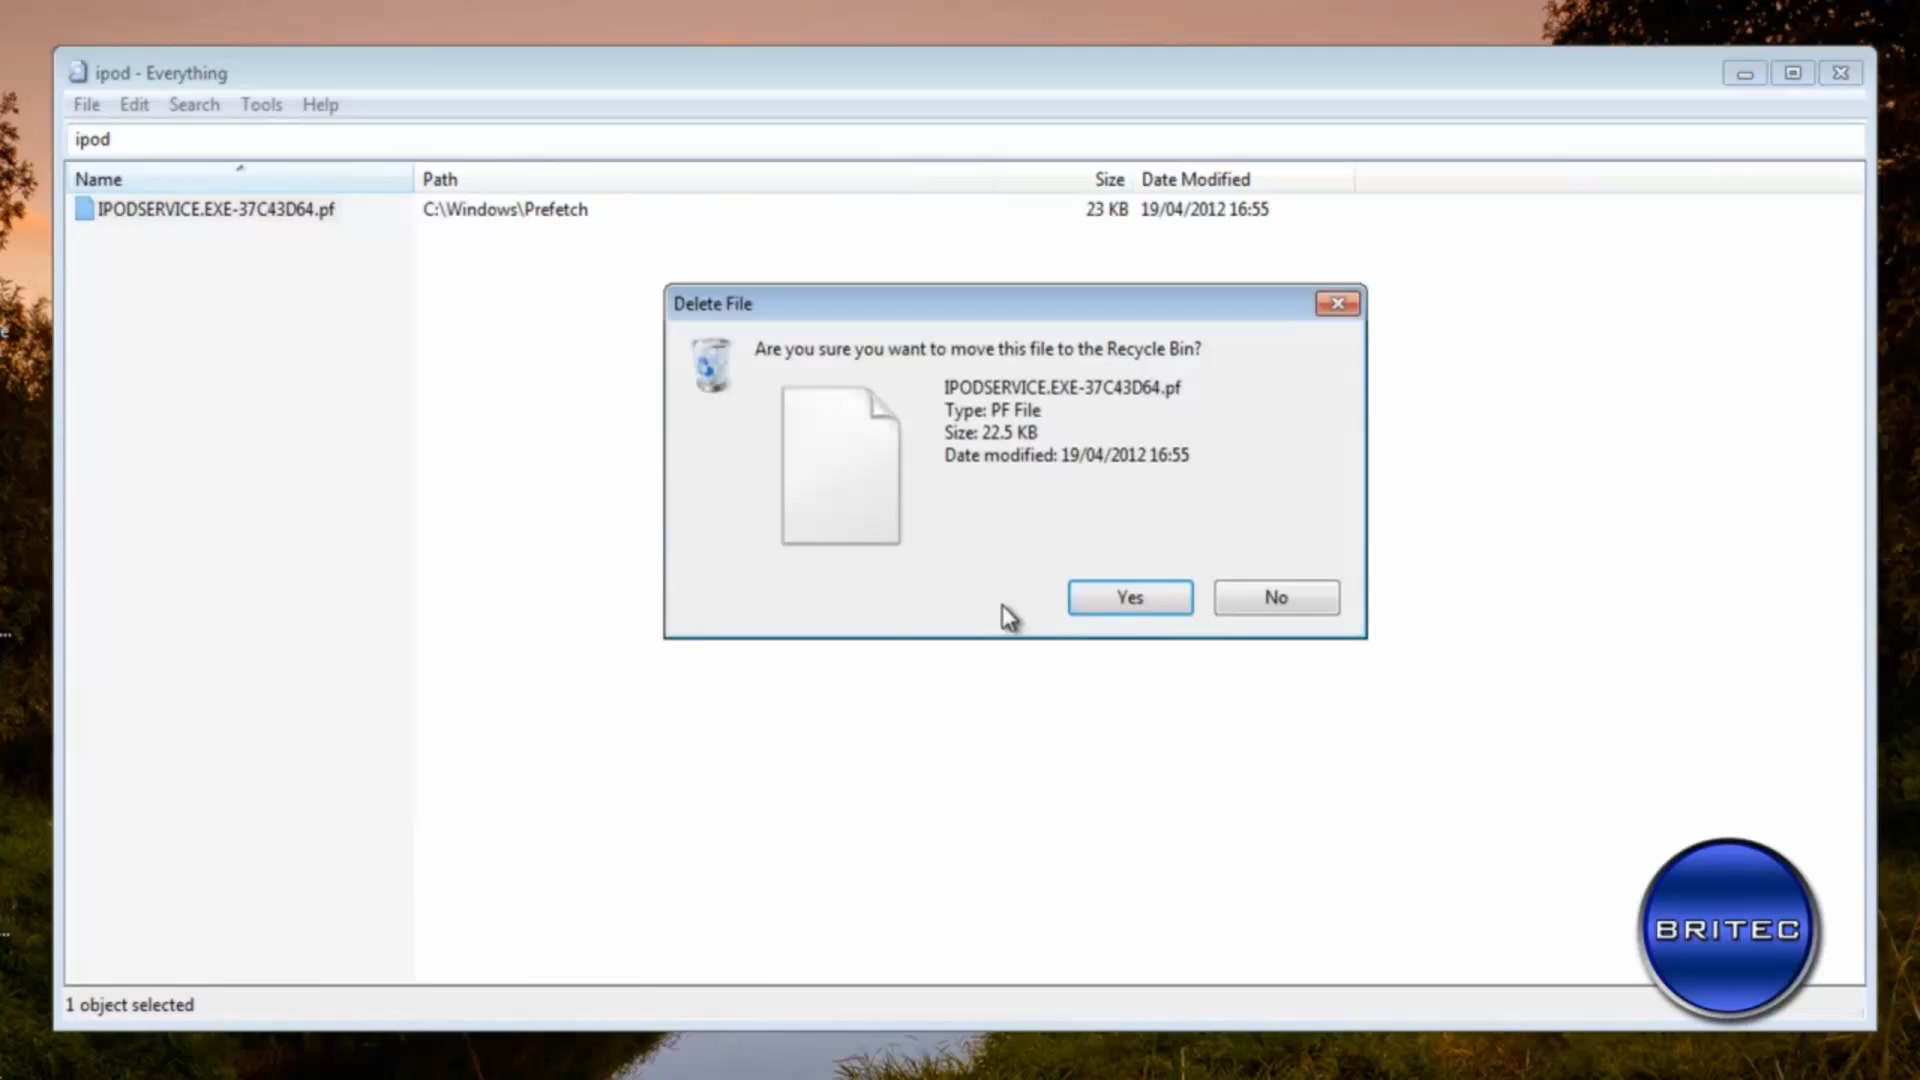 ipod - Everything
File Edit Search Tools Help
ipod
Name Path Size Date Modified
IPODSERVICE.EXE-37C43D64.pf C:\Windows\Prefetch 23 KB 19/04/2012 16:55
Delete File
Are you sure you want to move this file to the Recycle Bin?
IPODSERVICE.EXE-37C43D64.pf
Type: PF File
Size: 22.5 KB
Date modified: 19/04/2012 16:55
Yes No
BRITEC
1 object selected